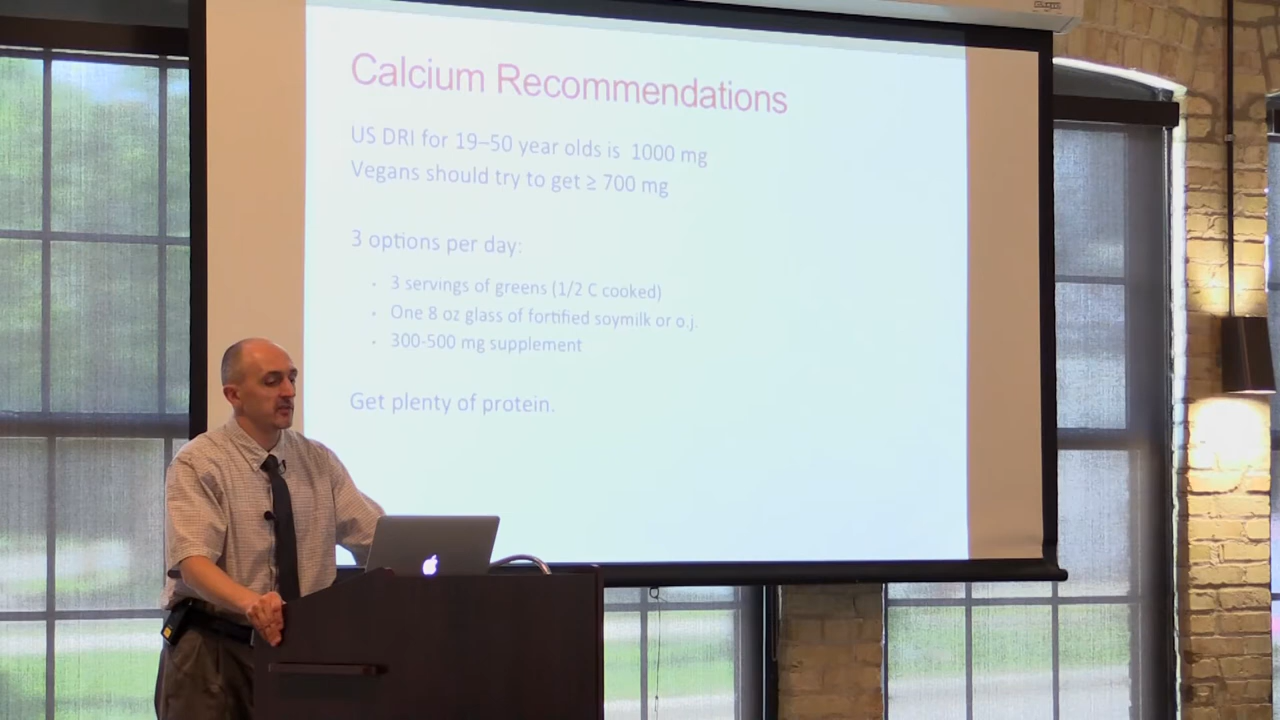 Calcium Recommendations
US DRI for 19–50 year olds is 1000 mg
Vegans should try to get ≥ 700 mg
3 options per day:
• 3 servings of greens (1/2 C cooked)
• One 8 oz glass of fortified soymilk or o.j.
• 300-500 mg supplement
Get plenty of protein.